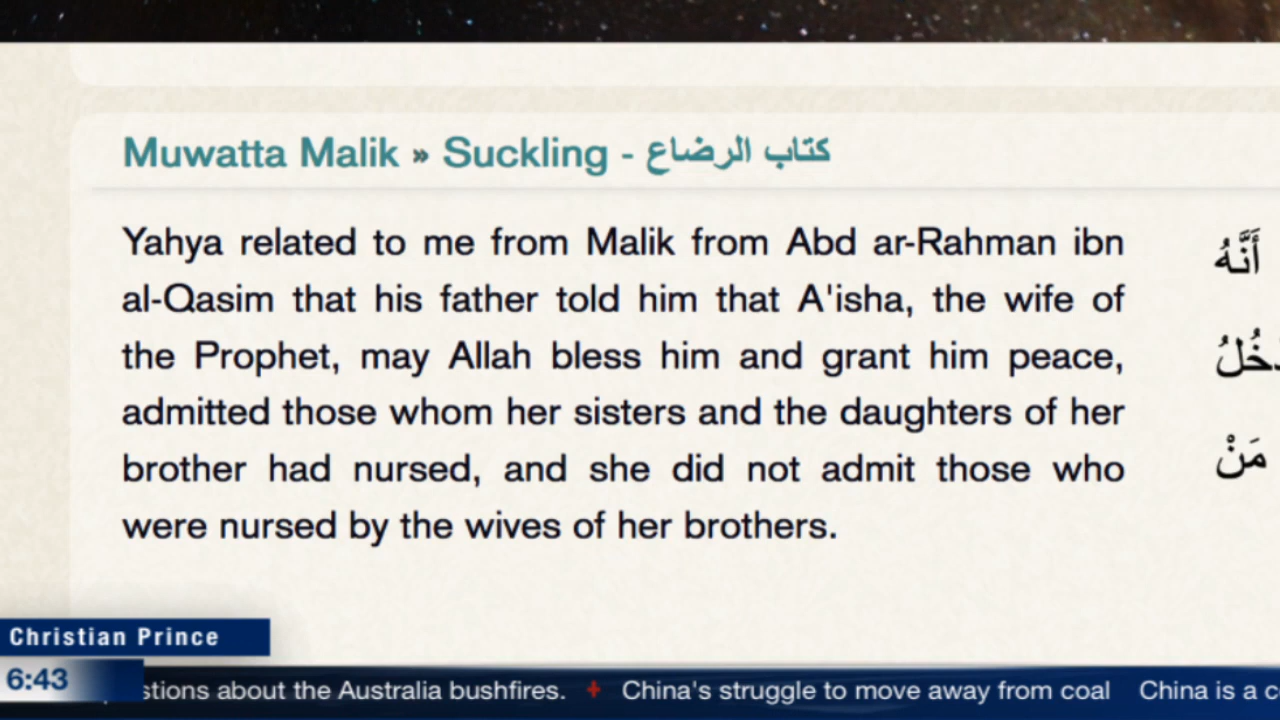 Muwatta Malik » Suckling - كتاب الرضاع
Yahya related to me from Malik from Abd ar-Rahman ibn
al-Qasim that his father told him that A'isha, the wife of
the Prophet, may Allah bless him and grant him peace,
admitted those whom her sisters and the daughters of her
brother had nursed, and she did not admit those who
were nursed by the wives of her brothers.
أَنَّهُ
مَنْ
Christian Prince
6:43
about the Australia bushfires. China's struggle to move away from coal China is a